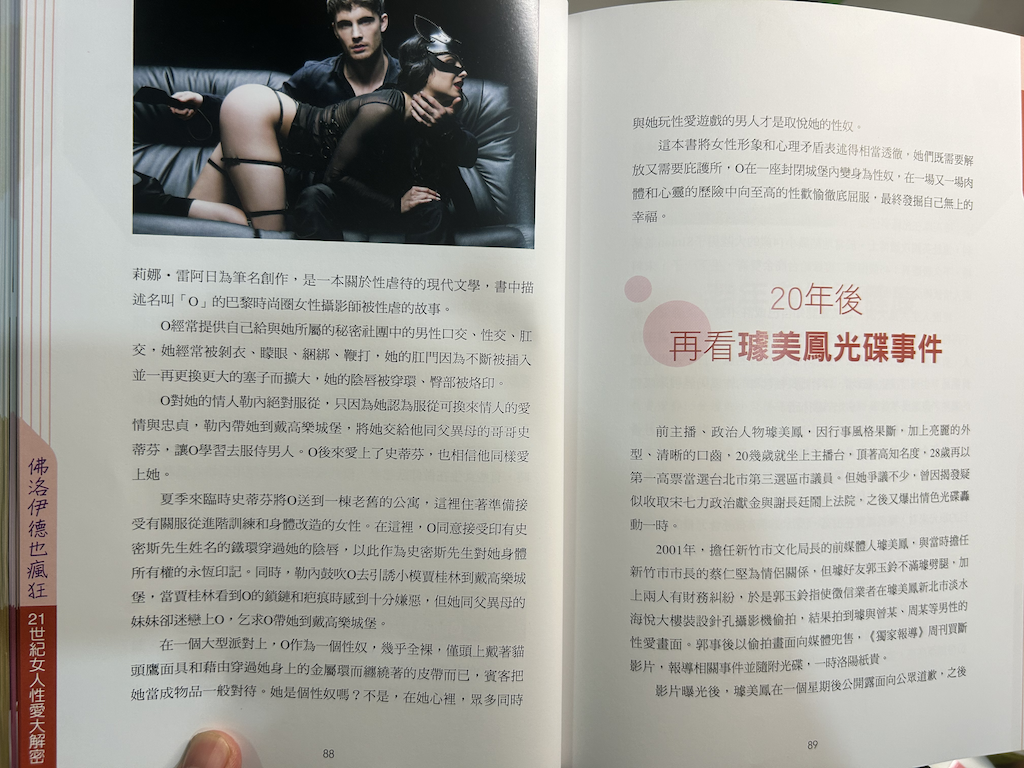 莉娜・雷阿日為筆名創作，是一本關於性虐待的現代文學，書中描
述名叫「O」的巴黎時尚圈女性攝影師被性虐的故事。
O經常提供自己給與她所屬的秘密社團中的男性口交、性交、肛
交，她經常被剝衣、矇眼、綑綁、鞭打，她的肛門因為不斷被插入
並一再更換更大的塞子而擴大，她的陰唇被穿環、臀部被烙印。
O對她的情人勒內絕對服從，只因為她認為服從可換來情人的愛
情與忠貞，勒內帶她到戴高樂城堡，將她交給他同父異母的哥哥史
蒂芬，讓O學習去服侍男人。O後來愛上了史蒂芬，也相信他同樣愛
上她。
夏季來臨時史蒂芬將O送到一棟老舊的公寓，這裡住著準備接
受有關服從進階訓練和身體改造的女性。在這裡，O同意接受印有史
密斯先生姓名的鐵環穿過她的陰唇，以此作為史密斯先生對她身體
所有權的永恆印記。同時，勒內鼓吹O去引誘小模賈桂林到戴高樂城
堡，當賈桂林看到O的鎖鏈和疤痕時感到十分嫌惡，但她同父異母的
妹妹卻迷戀上O，乞求O帶她到戴高樂城堡。
在一個大型派對上，O作為一個性奴，幾乎全裸，僅頭上戴著貓
頭鷹面具和藉由穿過她身上的金屬環而纏繞著的皮帶而已，賓客把
她當成物品一般對待。她是個性奴嗎？不是，在她心裡，眾多同時
88
佛洛伊德也瘋狂
21世紀女人性愛大解密
與她玩性愛遊戲的男人才是取悅她的性奴。
這本書將女性形象和心理矛盾表述得相當透徹，她們既需要解
放又需要庇護所，O在一座封閉城堡內變身為性奴，在一場又一場肉
體和心靈的歷險中向至高的性歡愉徹底屈服，最終發掘自己無上的
幸福。
20年後
再看璩美鳳光碟事件
前主播、政治人物璩美鳳，因行事風格果斷，加上亮麗的外
型、清晰的口齒，20幾歲就坐上主播台，頂著高知名度，28歲再以
第一高票當選台北市第三選區市議員。但她爭議不少，曾因揭發疑
似收取宋七力政治獻金與謝長廷鬧上法院，之後又爆出情色光碟轟
動一時。
2001年，擔任新竹市文化局長的前媒體人璩美鳳，與當時擔任
新竹市市長的蔡仁堅為情侶關係，但璩好友郭玉鈴不滿璩劈腿，加
上兩人有財務糾紛，於是郭玉鈴指使徵信業者在璩美鳳新北市淡水
海悅大樓裝設針孔攝影機偷拍，結果拍到璩與曾某、周某等男性的
性愛畫面。郭事後以偷拍畫面向媒體兜售，《獨家報導》周刊買斷
影片，報導相關事件並隨附光碟，一時洛陽紙貴。
影片曝光後，璩美鳳在一個星期後公開露面向公眾道歉，之後
89